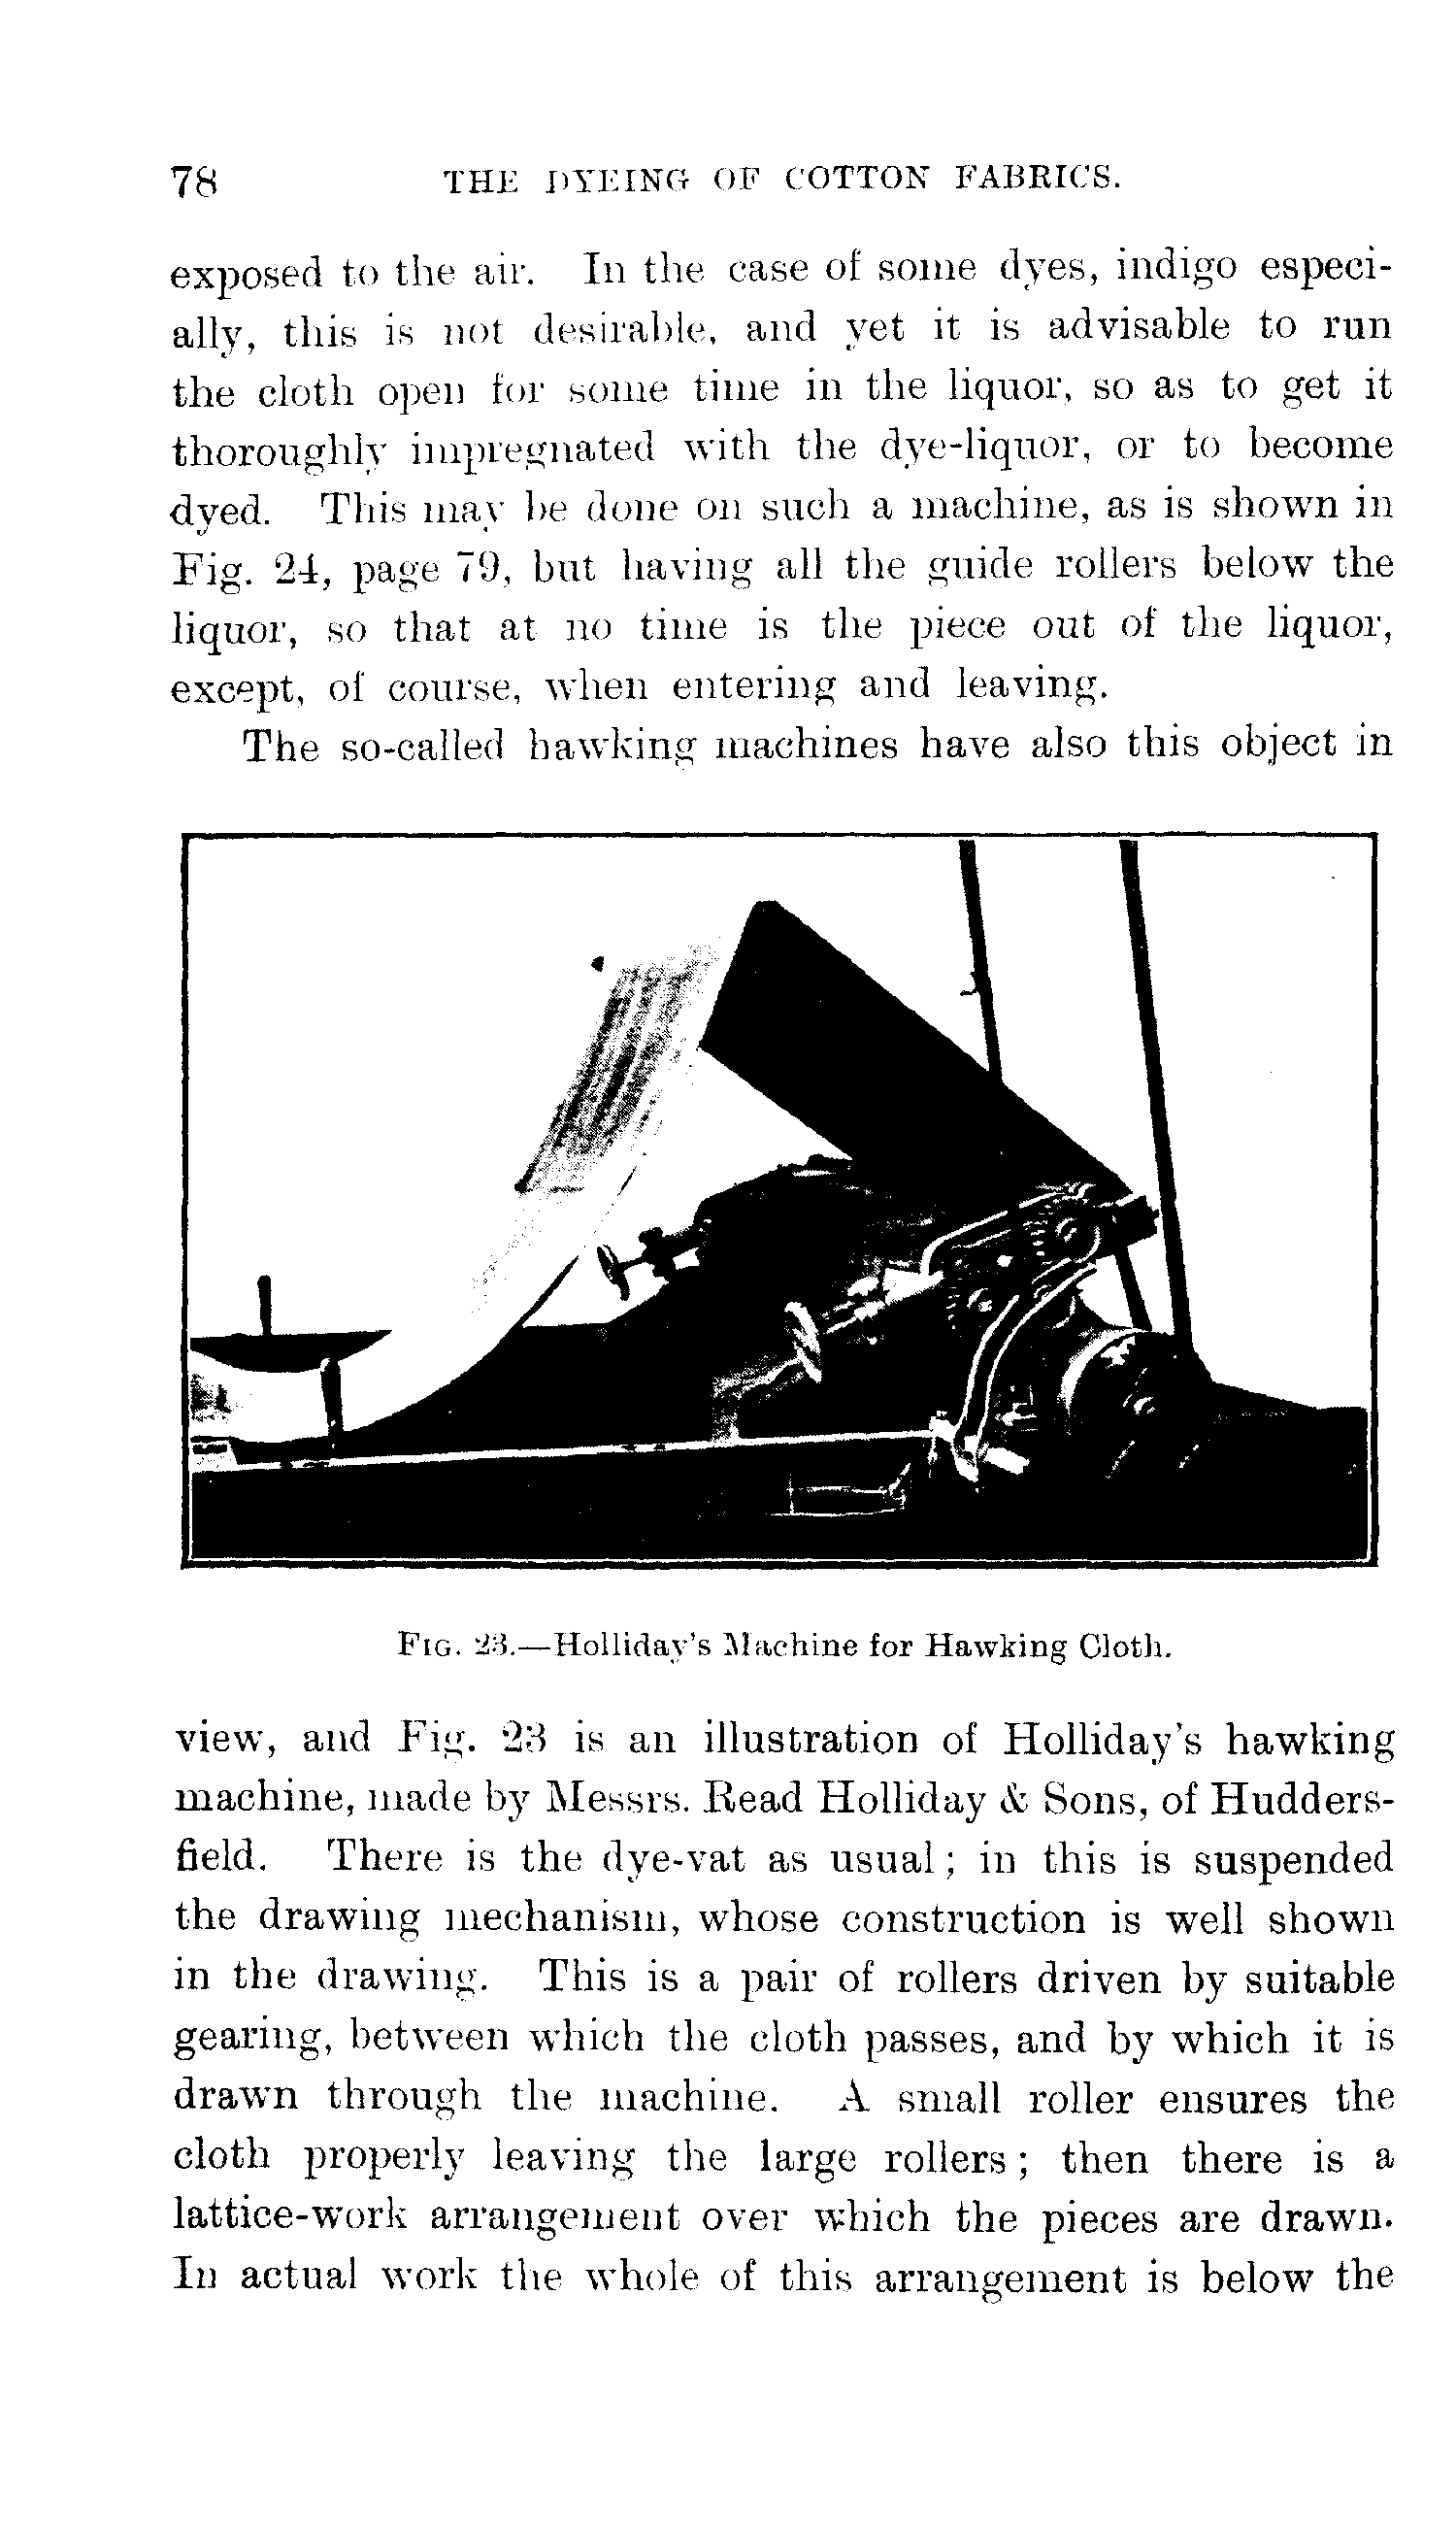 78 THE DYEING OF COTTON FABRICS.
exposed to the air. In the case of some dyes, indigo especi-
ally, this is not desirable, and yet it is advisable to run
the cloth open for some time in the liquor, so as to get it
thoroughly impregnated with the dye-liquor, or to become
dyed. This may be done on such a machine, as is shown in
Fig. 24, page 79, but having all the guide rollers below the
liquor, so that at no time is the piece out of the liquor,
except, of course, when entering and leaving.
The so-called hawking machines have also this object in
FIG. 23.—Holliday's Machine for Hawking Cloth.
view, and Fig. 23 is an illustration of Holliday's hawking
machine, made by Messrs. Read Holliday & Sons, of Hudders-
field. There is the dye-vat as usual; in this is suspended
the drawing mechanism, whose construction is well shown
in the drawing. This is a pair of rollers driven by suitable
gearing, between which the cloth passes, and by which it is
drawn through the machine. A small roller ensures the
cloth properly leaving the large rollers; then there is a
lattice-work arrangement over which the pieces are drawn.
In actual work the whole of this arrangement is below the